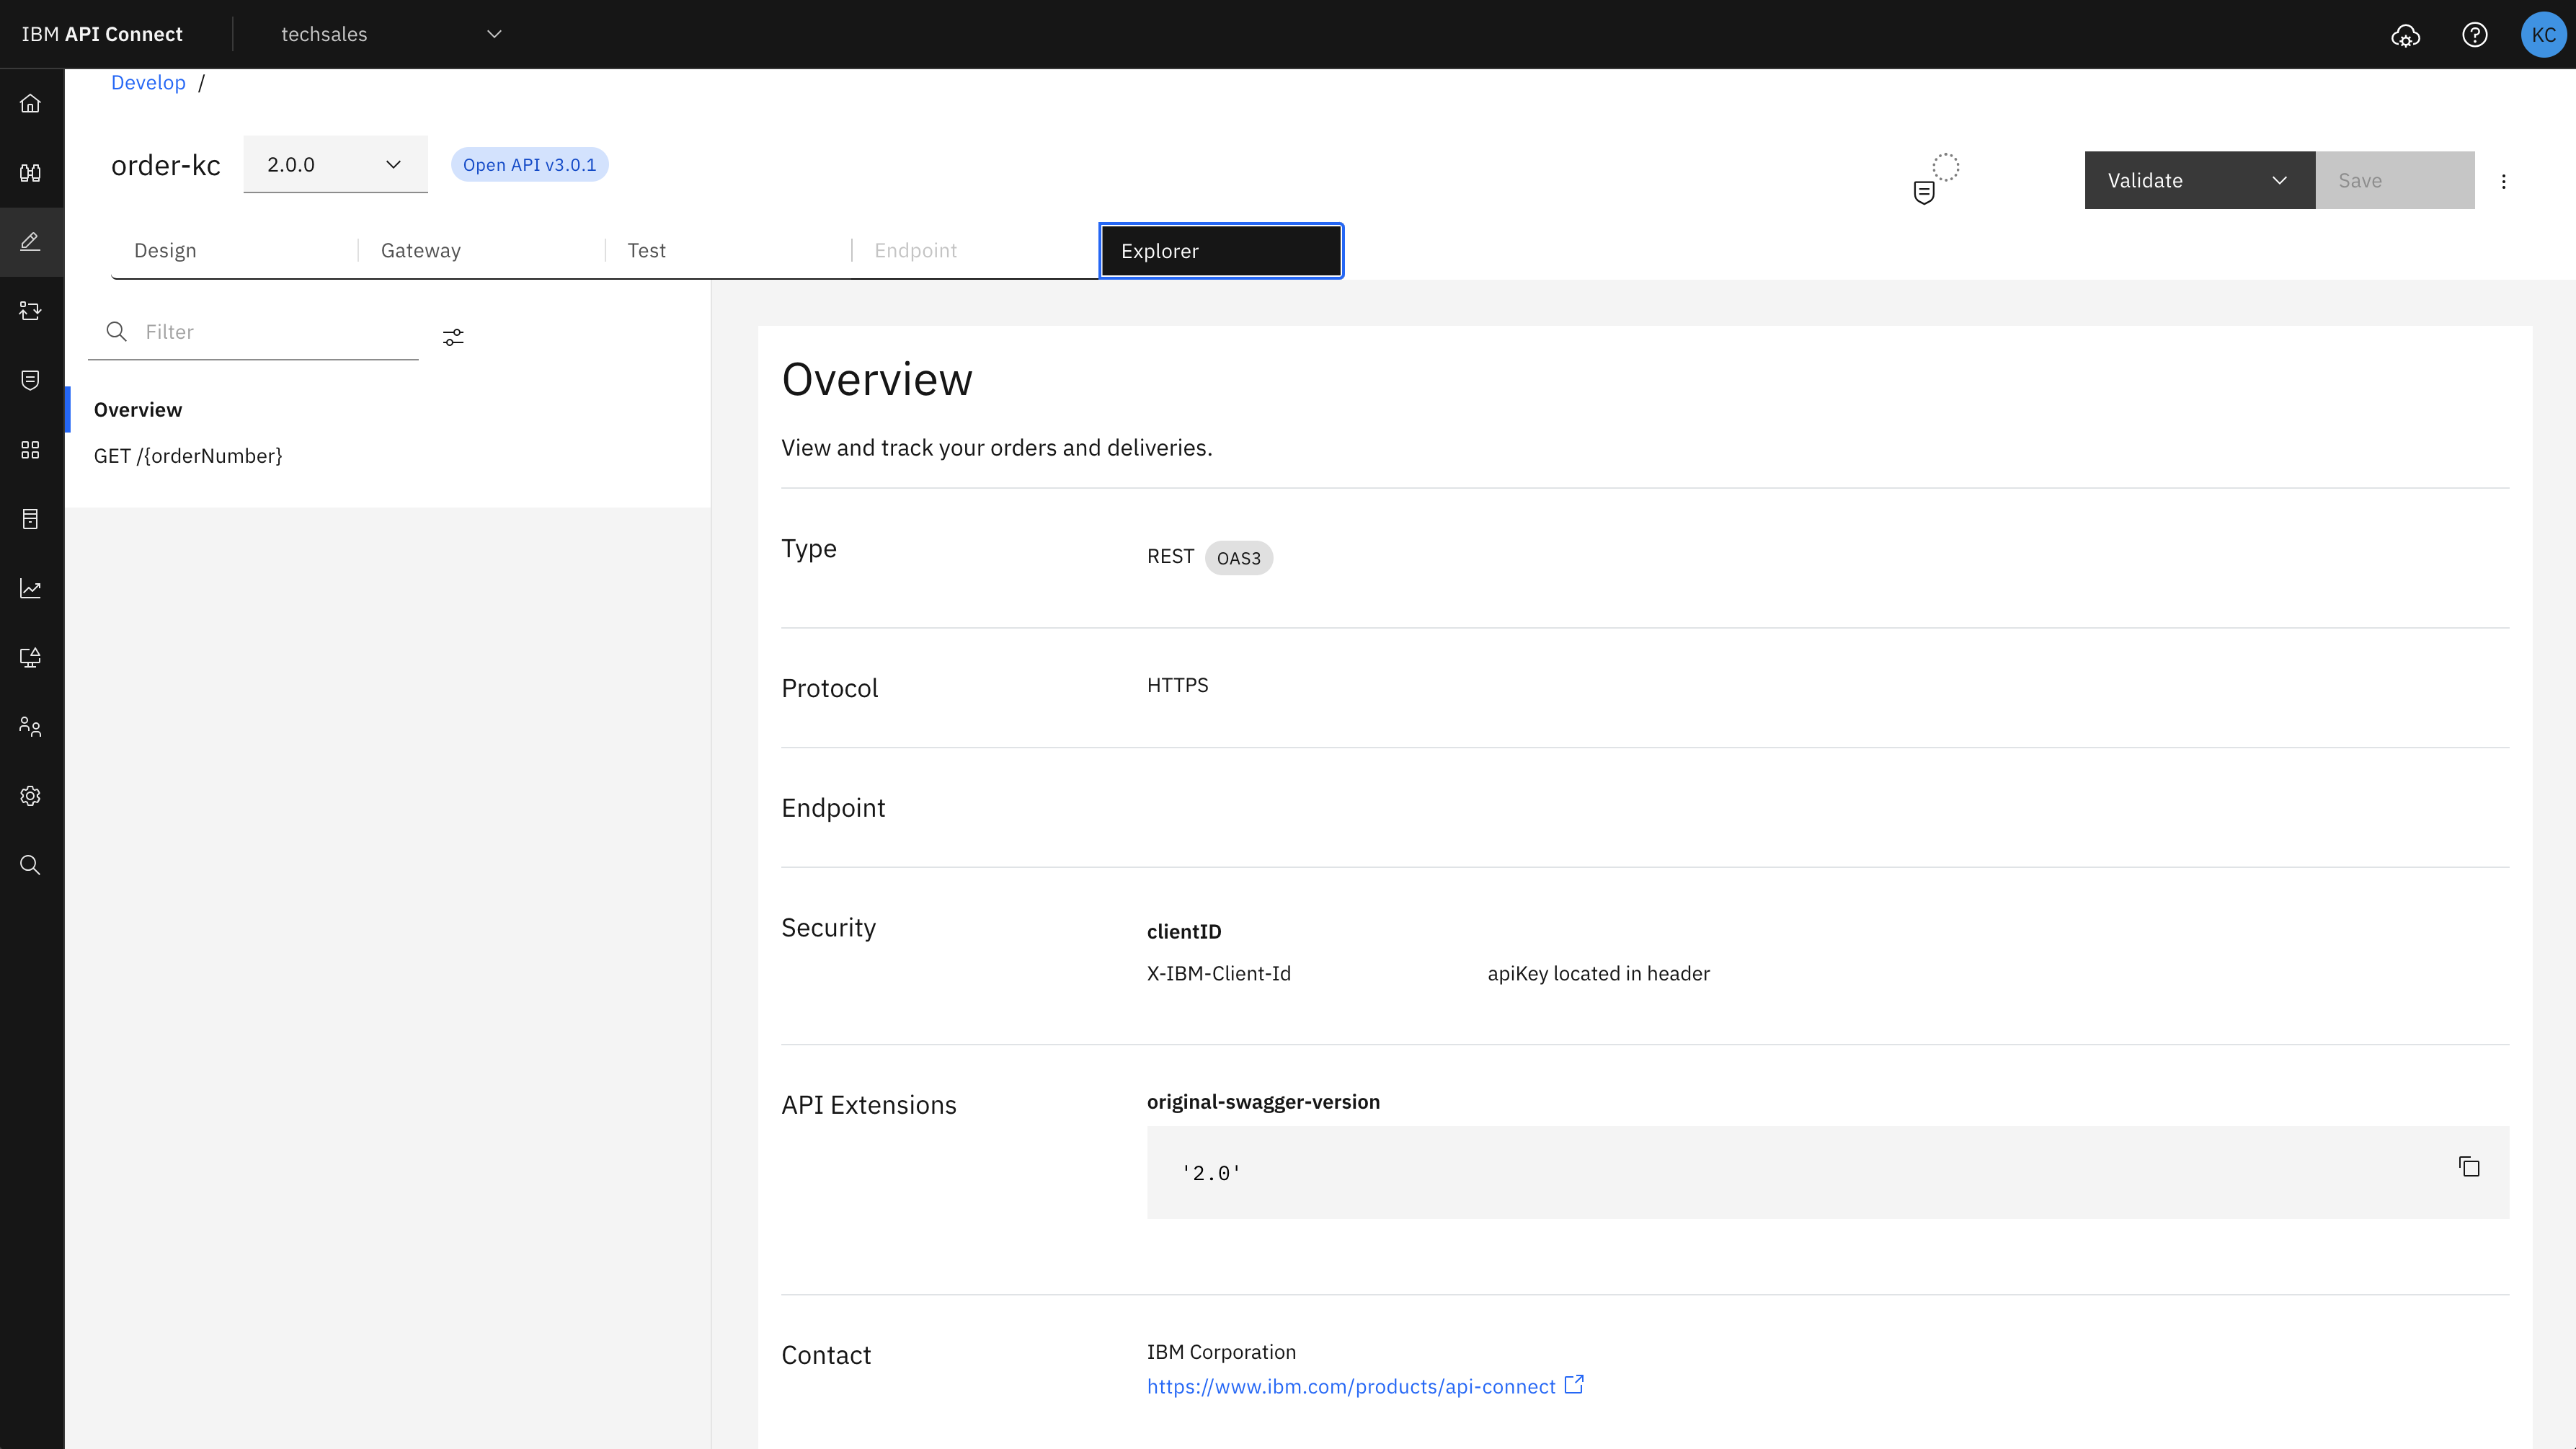 IBM API Connect
techsales
KC
Develop /
order-kc
2.0.0
Open API v3.0.1
Validate
Save
Design
Gateway
Test
Endpoint
Explorer
Filter
Overview
GET /{orderNumber}
Overview
View and track your orders and deliveries.
Type
REST OAS3
Protocol
HTTPS
Endpoint
Security
clientID
X-IBM-Client-Id
apiKey located in header
API Extensions
original-swagger-version
'2.0'
Contact
IBM Corporation
https://www.ibm.com/products/api-connect